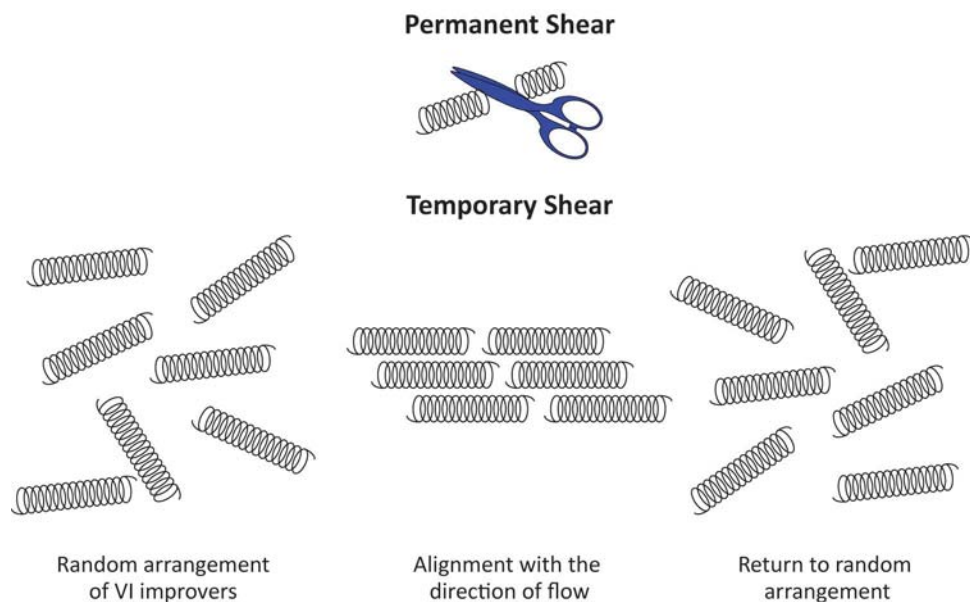 Permanent Shear
Temporary Shear
Random arrangement
of VI improvers
Alignment with the
direction of flow
Return to random
arrangement